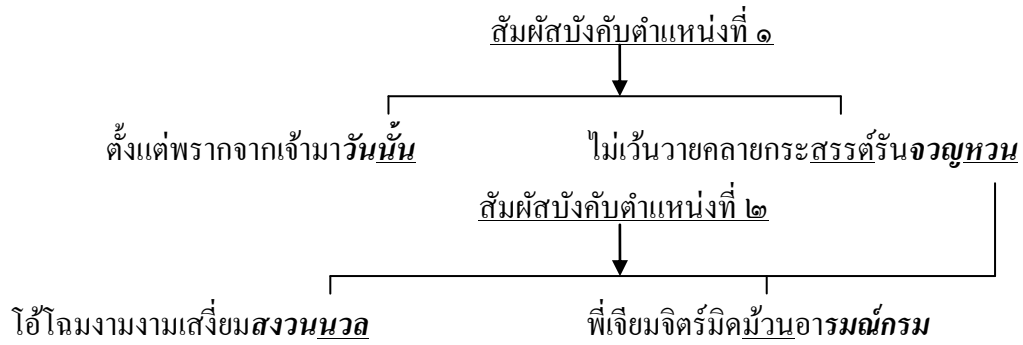 สัมผัสบังคับตำแหน่งที่ ๑
ตั้งแต่พรากจากเจ้ามาวันนั้น ไม่เว้นวายคลายกระสรรต์รันจวญหวน
สัมผัสบังคับตำแหน่งที่ ๒
โอ้โฉมงามงามเสงี่ยมสงวนนวล พี่เจียมจิตร์มิคม้วนอารมณ์กรม